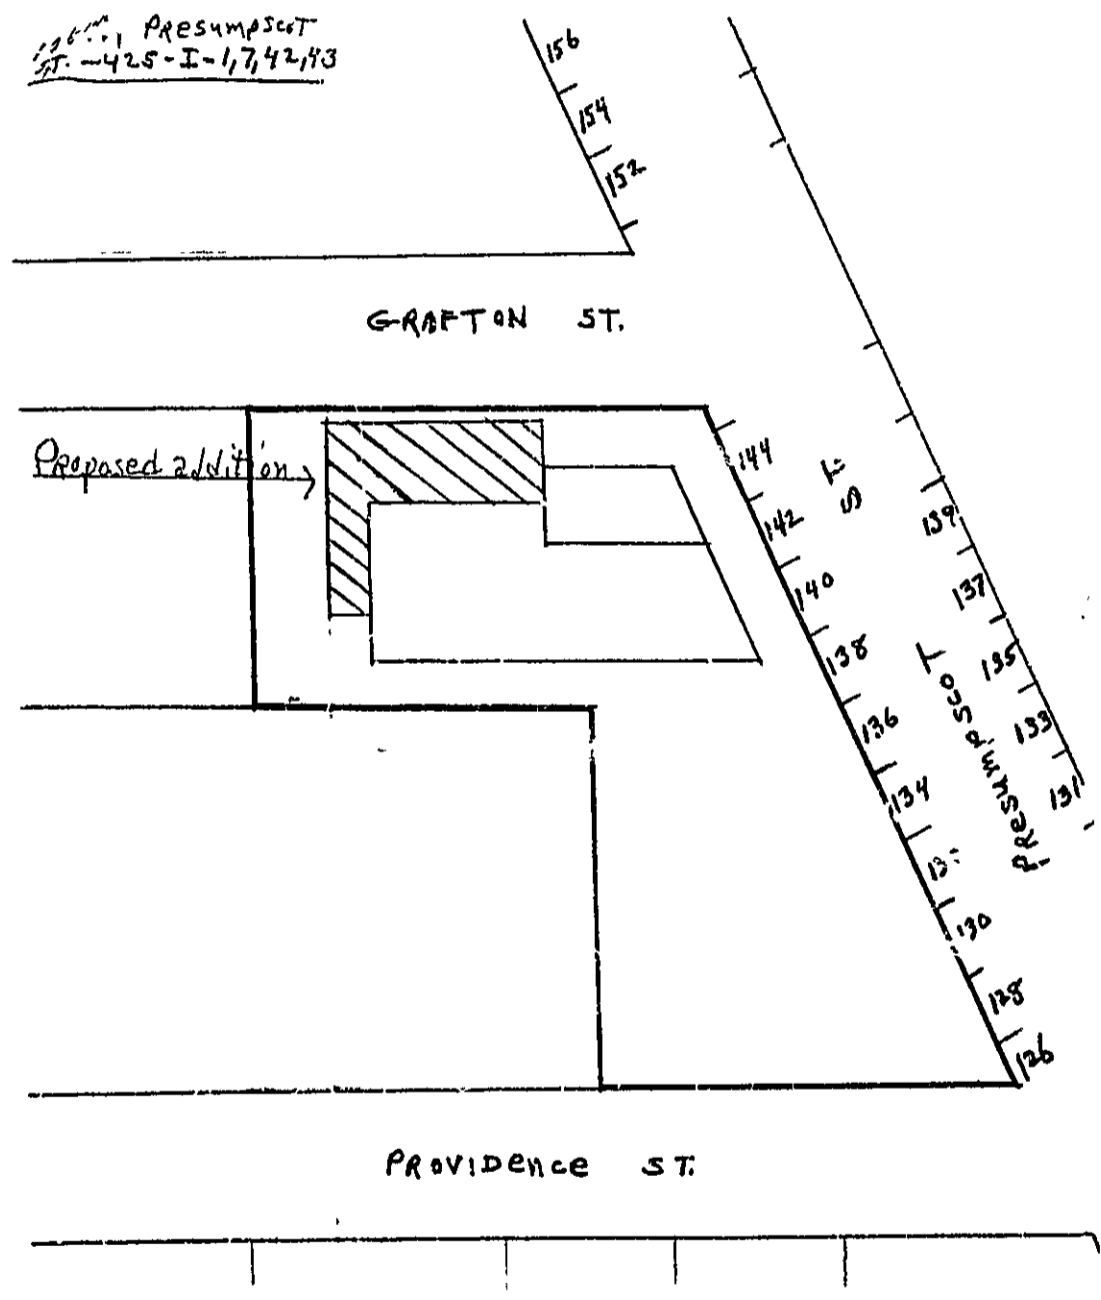 Presumpscot
ST. -425-I-1,7,42,43
156
154
152
GRAFTON ST.
Proposed addition
144
142
140
138
136
134
130
128
126
PRESUMPSCOT ST.
139
137
135
133
131
PROVIDence ST.